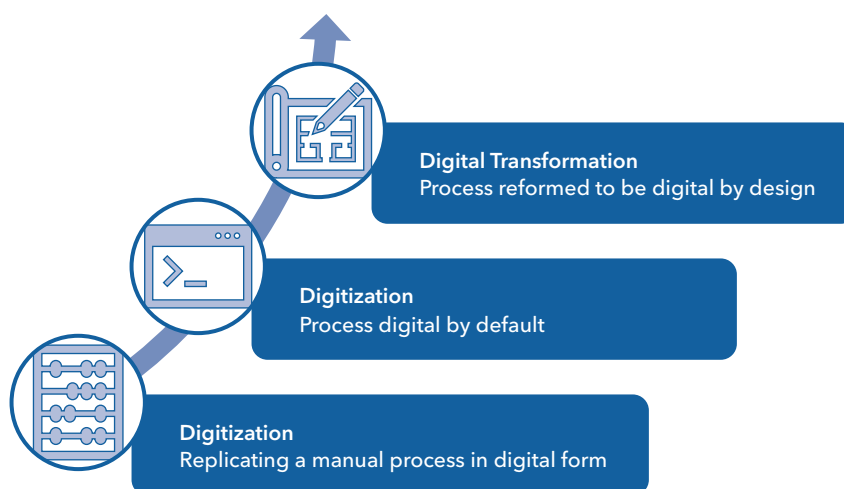 Digital Transformation
Process reformed to be digital by design
Digitization
Process digital by default
Digitization
Replicating a manual process in digital form